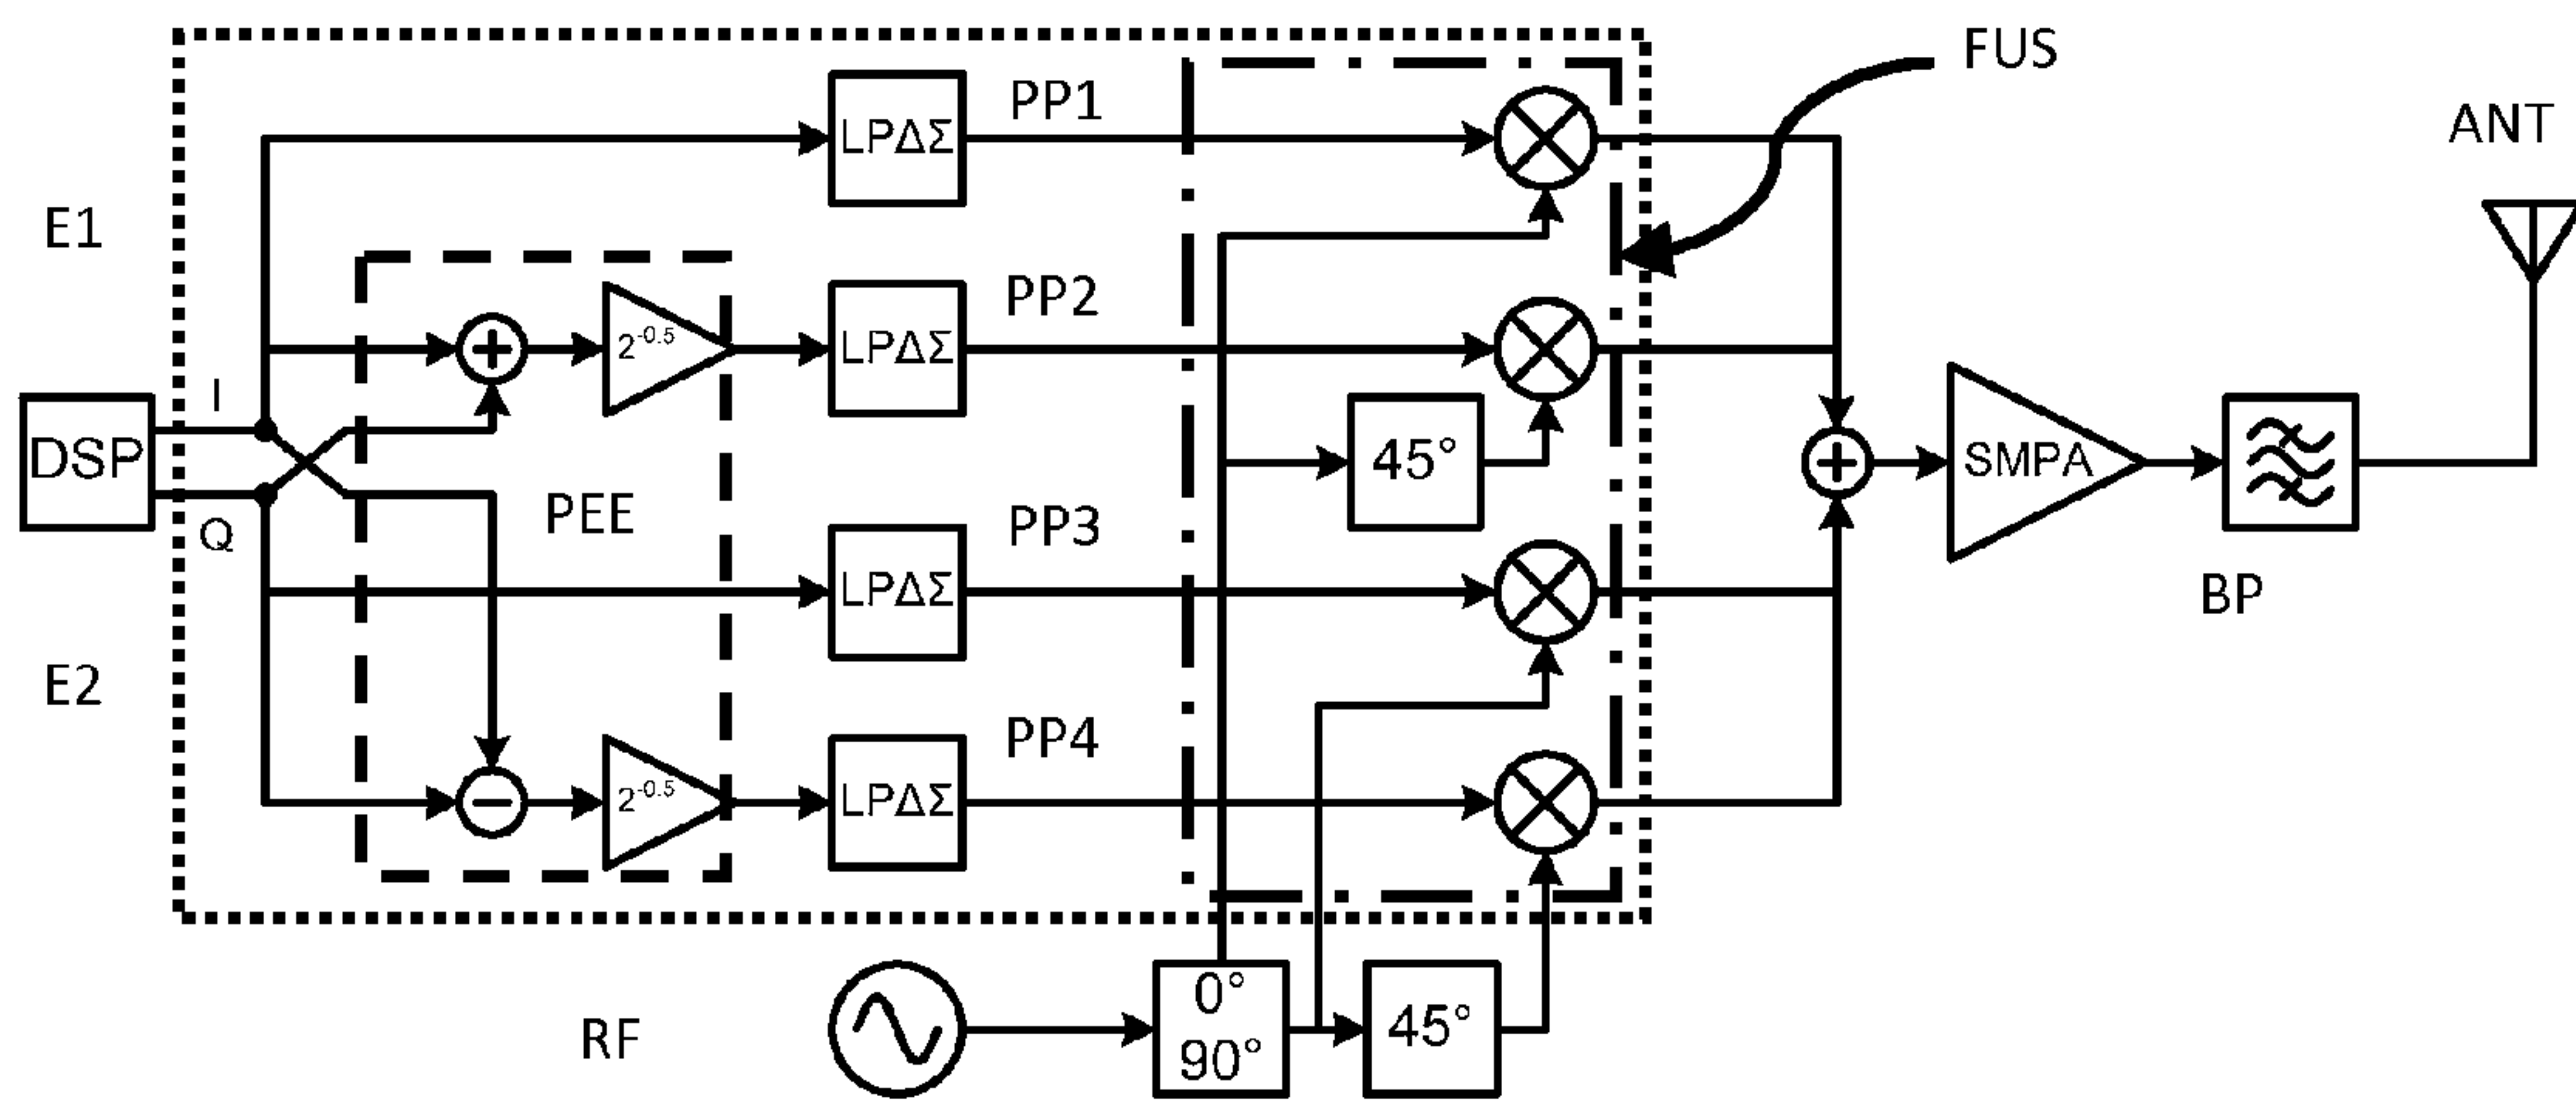 FUS
ANT
LPΔΣ PP1
E1
PP2
2^-0.5 LPΔΣ
I
DSP 45° SMPA
Q PEE PP3
LPΔΣ BP
E2
PP4
2^-0.5 LPΔΣ
0°
RF 45°
90°